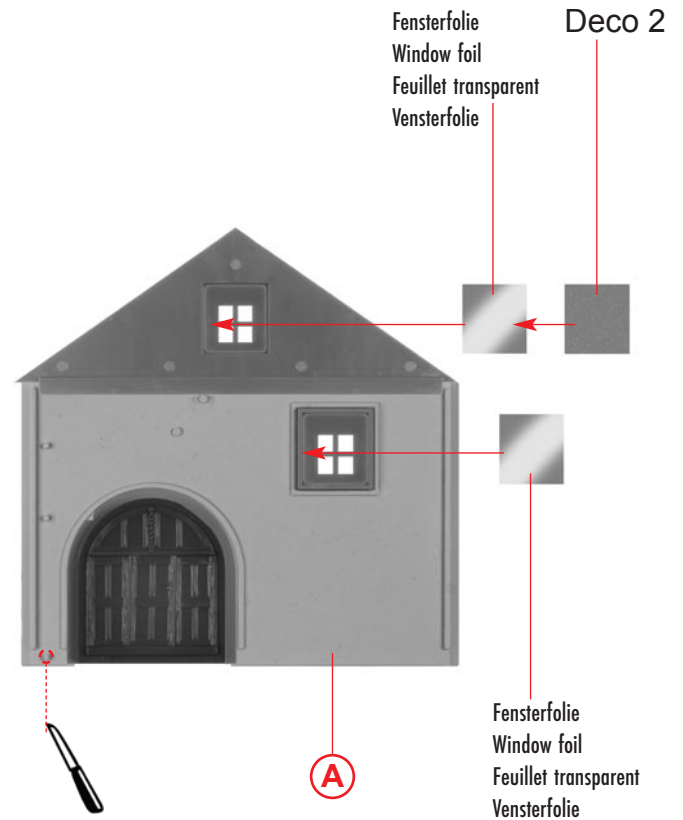 Fensterfolie
Window foil
Feuillet transparent
Vensterfolie
Deco 2
A
Fensterfolie
Window foil
Feuillet transparent
Vensterfolie